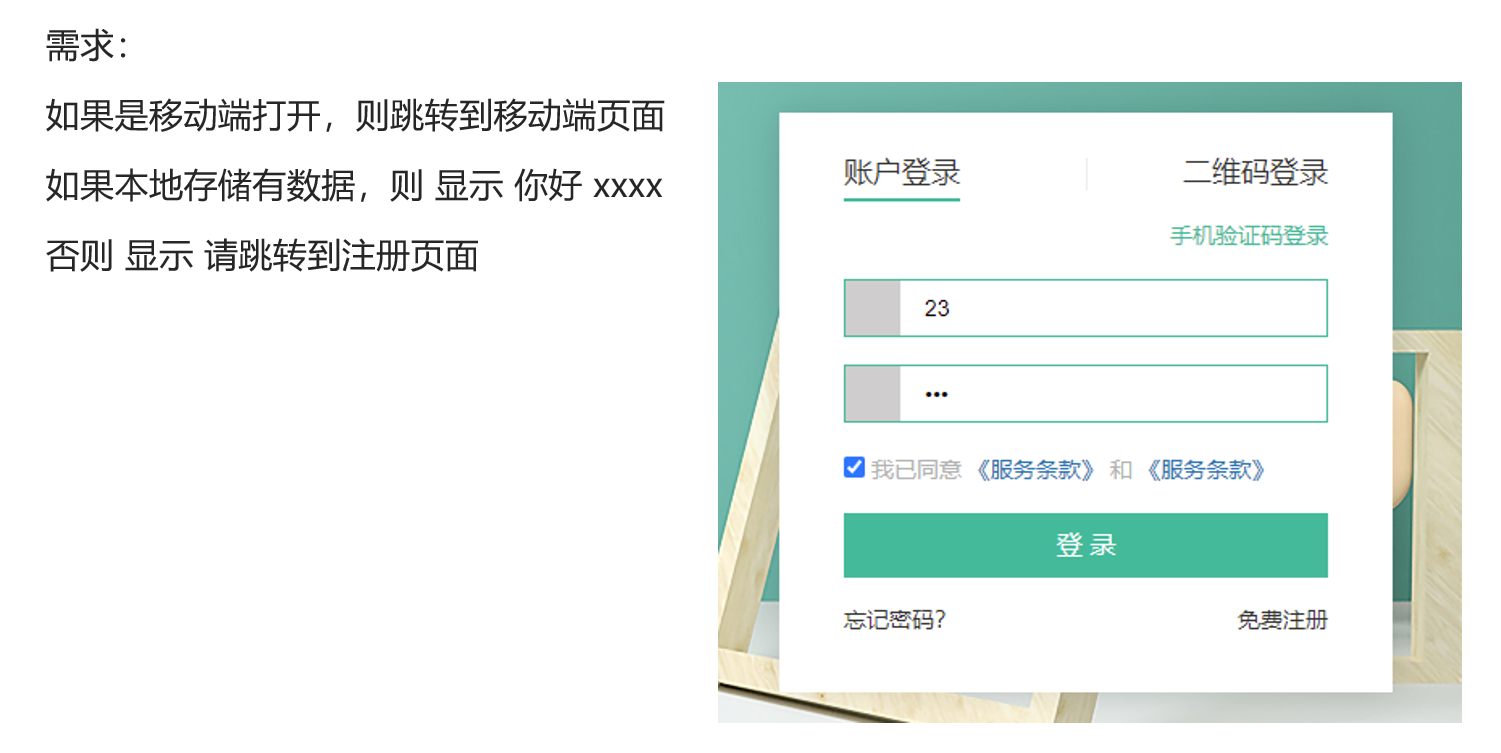 需求：
如果是移动端打开，则跳转到移动端页面
如果本地存储有数据，则 显示 你好 xxxx
否则 显示 请跳转到注册页面
账户登录
二维码登录
手机验证码登录
23
•••
我已同意 《服务条款》 和 《服务条款》
登 录
忘记密码?
免费注册